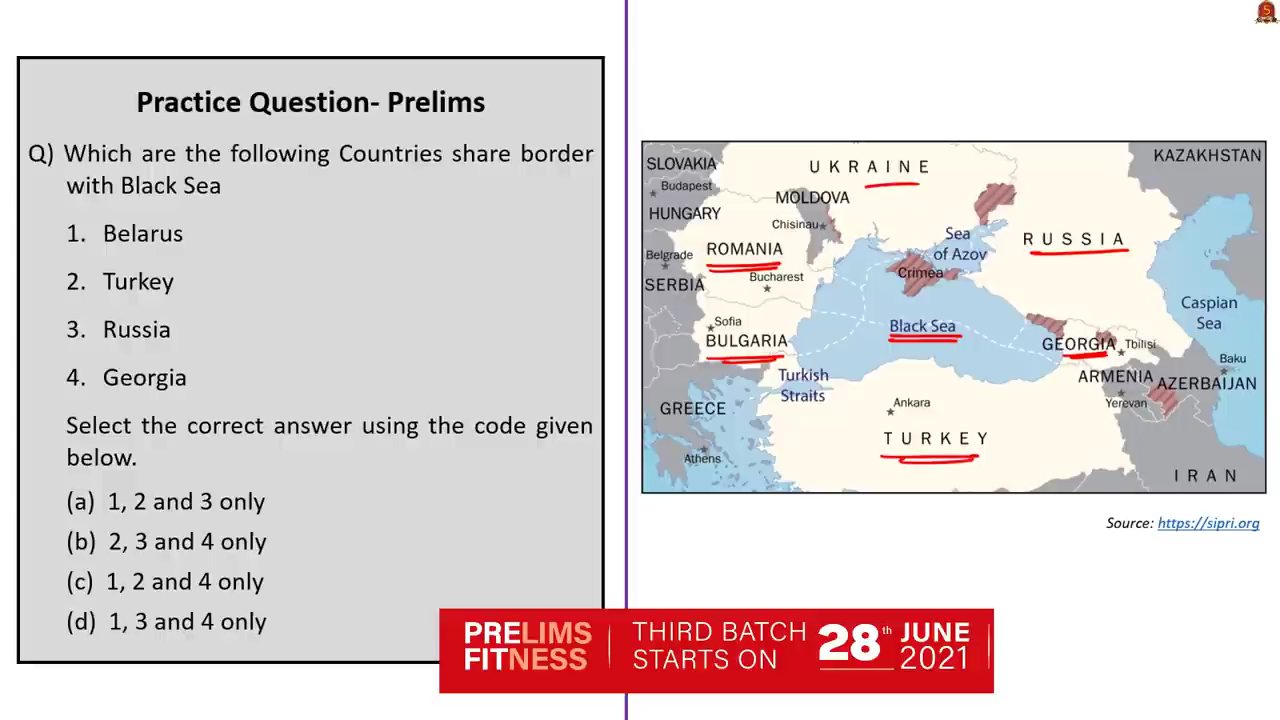 Practice Question- Prelims
Q) Which are the following Countries share border
with Black Sea
1. Belarus
2. Turkey
3. Russia
4. Georgia
Select the correct answer using the code given
below.
(a) 1, 2 and 3 only
(b) 2, 3 and 4 only
(c) 1, 2 and 4 only
(d) 1, 3 and 4 only
SLOVAKIA
UKRAINE
KAZAKHSTAN
Budapest
MOLDOVA
HUNGARY
Chisinau
Sea
of Azov
RUSSIA
ROMANIA
Belgrade
Crimea
Bucharest
SERBIA
Caspian
Sea
Sofia
Black Sea
BULGARIA
GEORGIA
Tbilisi
Baku
Turkish
Straits
ARMENIA
AZERBAIJAN
Yerevan
GREECE
Ankara
TURKEY
Athens
IRAN
Source: https://sipri.org
PRELIMS
FITNESS
THIRD BATCH
STARTS ON
28th JUNE
2021